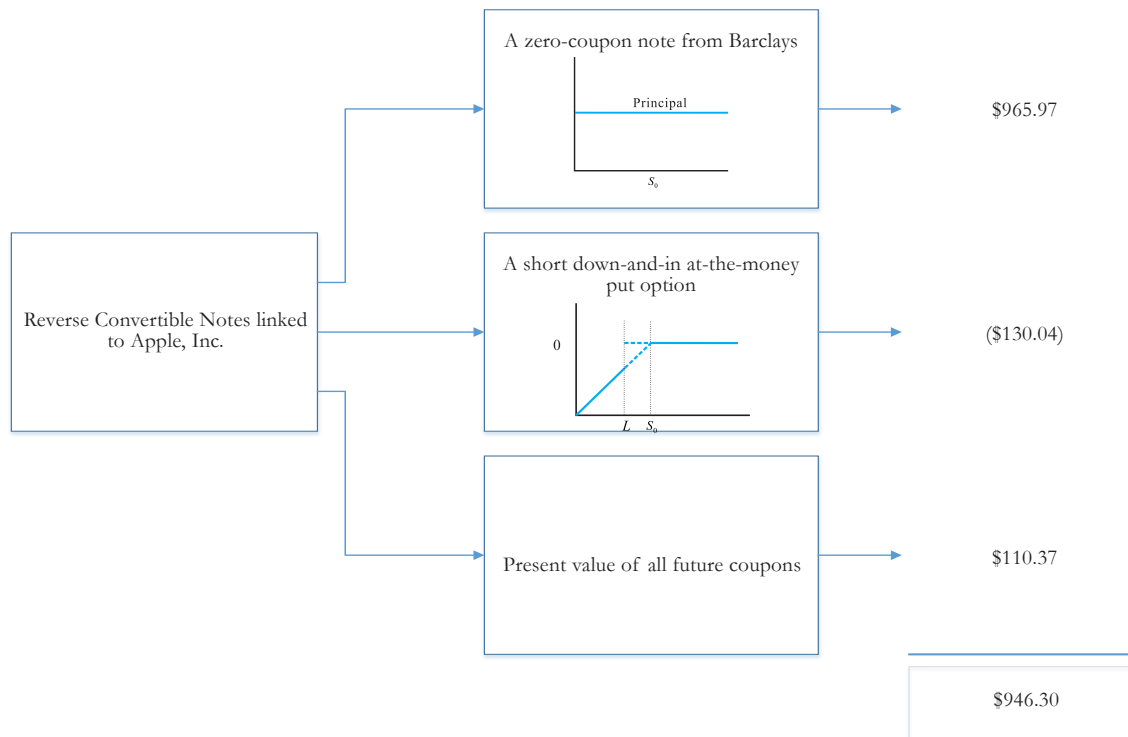 A zero-coupon note from Barclays
Principal
S₀
$965.97
Reverse Convertible Notes linked
to Apple, Inc.
A short down-and-in at-the-money
put option
0
L S₀
($130.04)
Present value of all future coupons
$110.37
$946.30